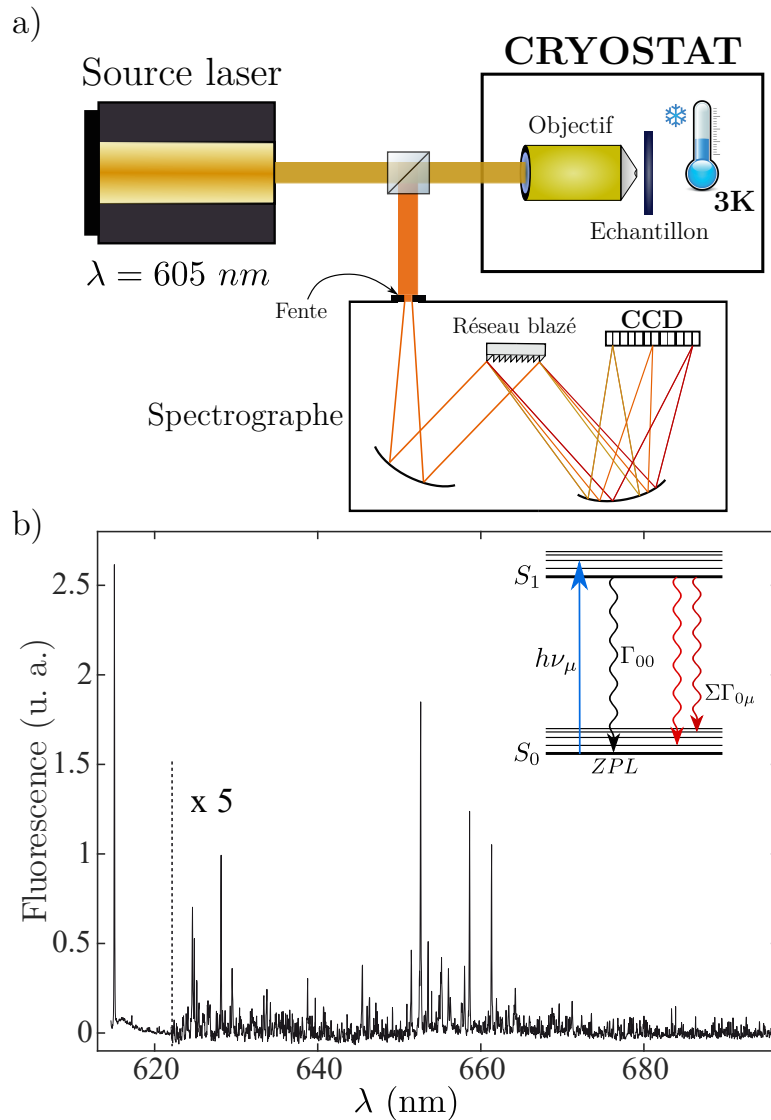 a)
CRYOSTAT
Source laser
Objectif
3K
Echantillon
λ = 605 nm
Fente
Réseau blazé
CCD
Spectrographe
b)
2.5
2
1.5
1
0.5
0
Fluorescence (u. a.)
x 5
S₁
hν_μ
Γ₀₀
ΣΓ₀μ
S₀
ZPL
620
640
660
680
λ (nm)